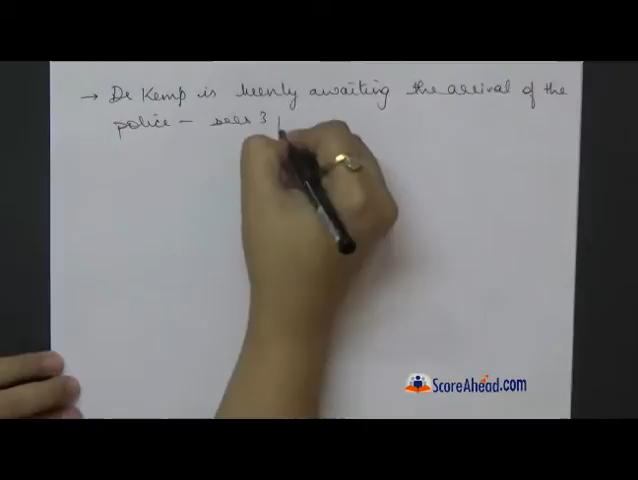 → Dr Kemp is keenly awaiting the arrival of the
police - sees 3
ScoreAhead.com